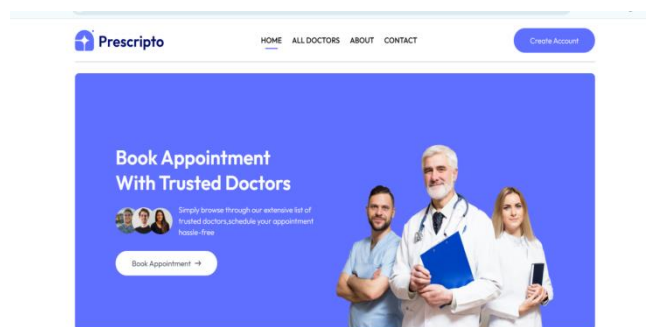 Prescripto
HOME ALL DOCTORS ABOUT CONTACT
Create Account
Book Appointment
With Trusted Doctors
Simply browse through our extensive list of
trusted doctors,schedule your appointment
hassle-free
Book Appointment →